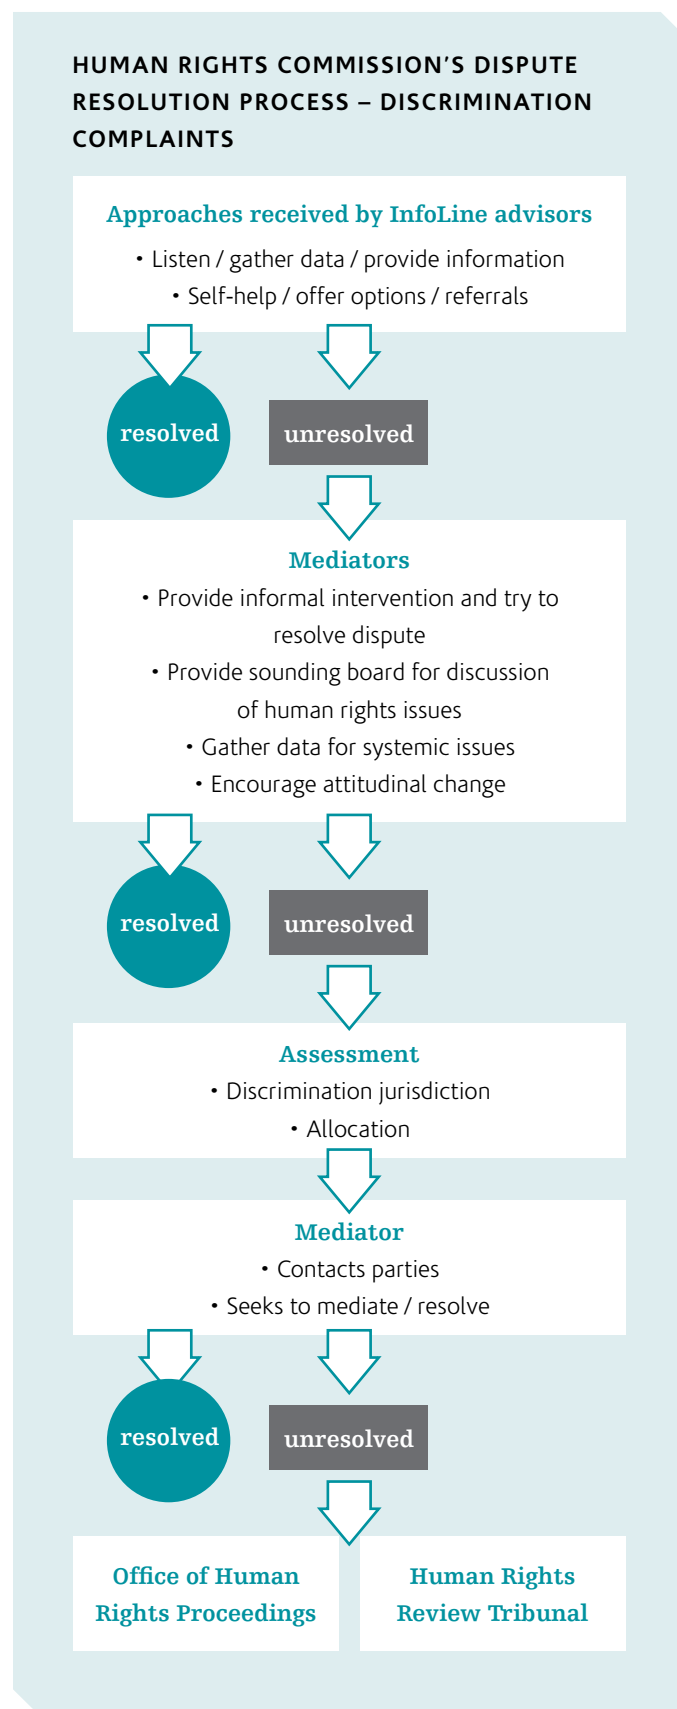 HUMAN RIGHTS COMMISSION'S DISPUTE
RESOLUTION PROCESS – DISCRIMINATION
COMPLAINTS
Approaches received by InfoLine advisors
• Listen / gather data / provide information
• Self-help / offer options / referrals
resolved
unresolved
Mediators
• Provide informal intervention and try to
resolve dispute
• Provide sounding board for discussion
of human rights issues
• Gather data for systemic issues
• Encourage attitudinal change
resolved
unresolved
Assessment
• Discrimination jurisdiction
• Allocation
Mediator
• Contacts parties
• Seeks to mediate / resolve
resolved
unresolved
Office of Human
Rights Proceedings
Human Rights
Review Tribunal